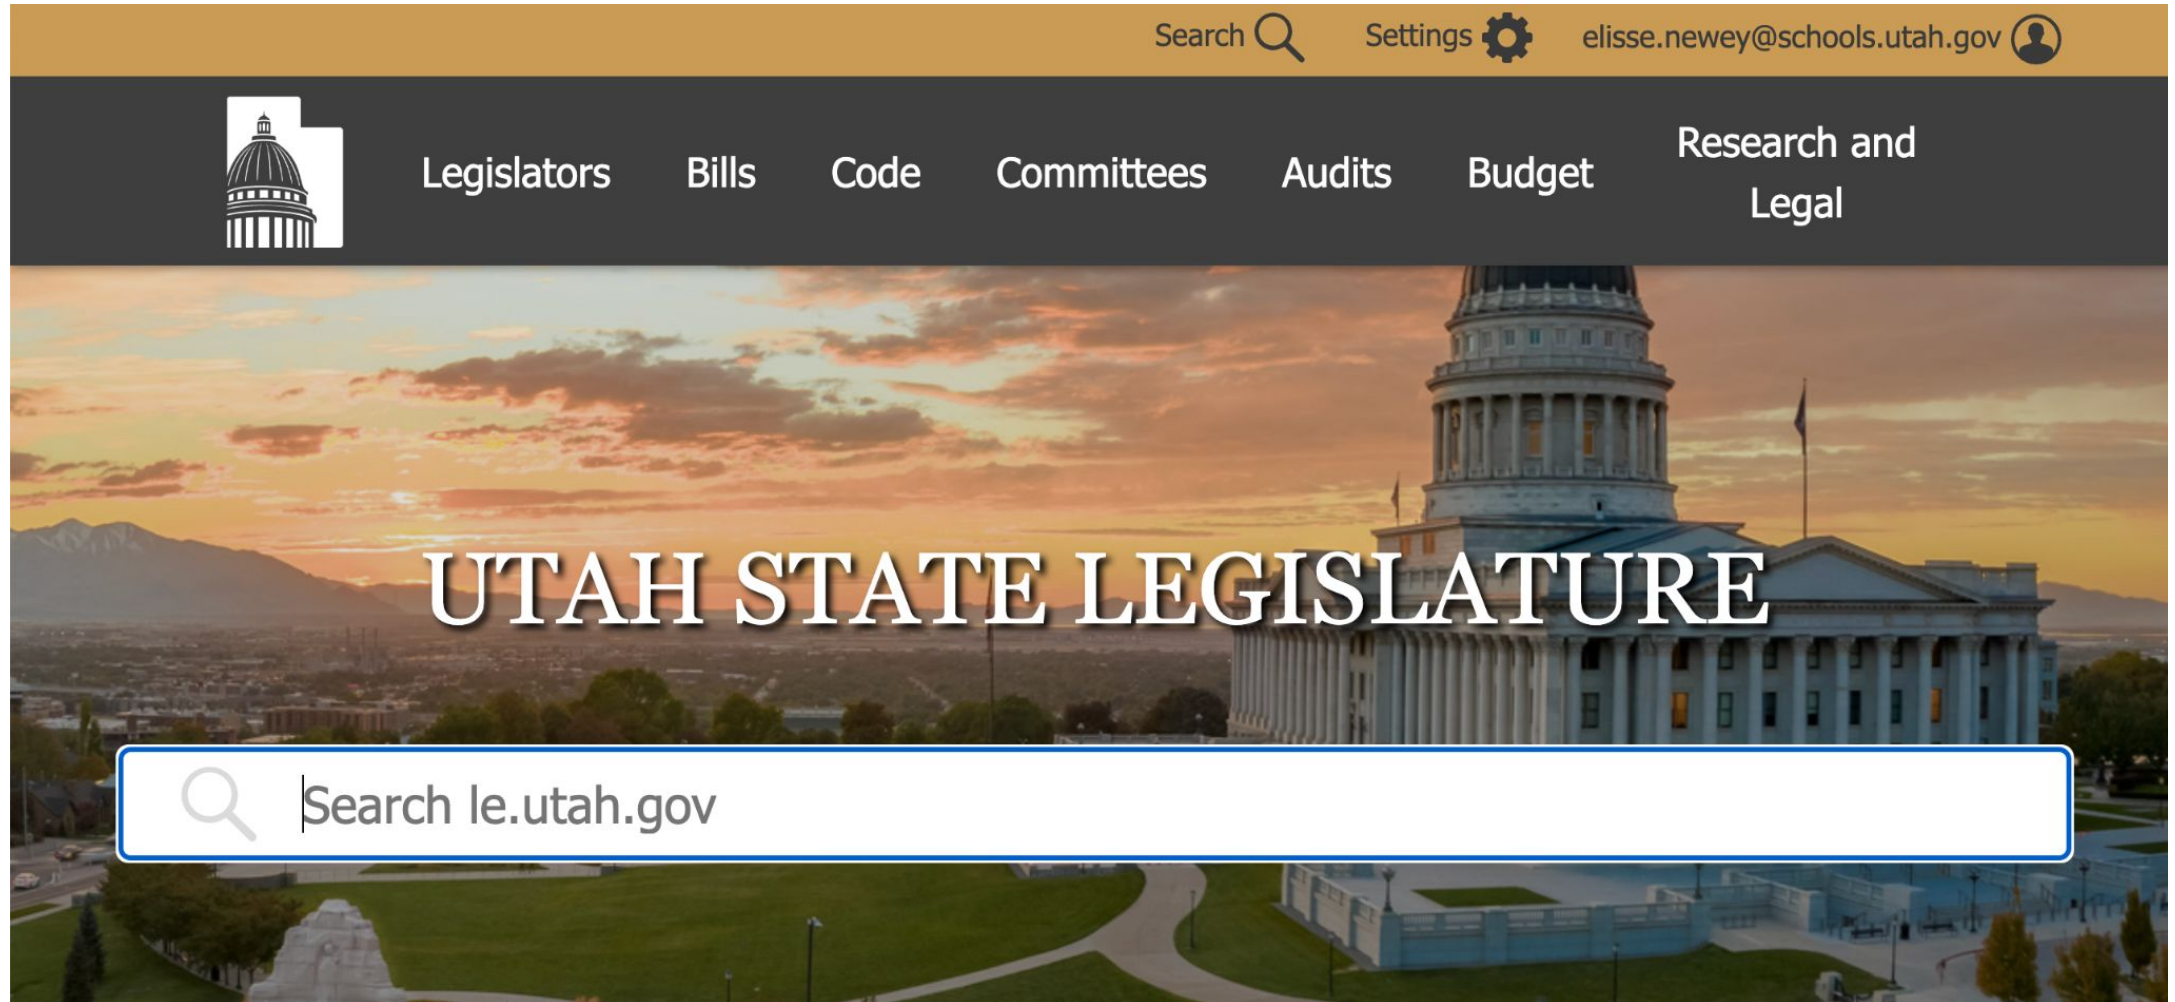 Search
Settings
elisse.newey@schools.utah.gov
Legislators
Bills
Code
Committees
Audits
Budget
Research and
Legal
UTAH STATE LEGISLATURE
Search le.utah.gov